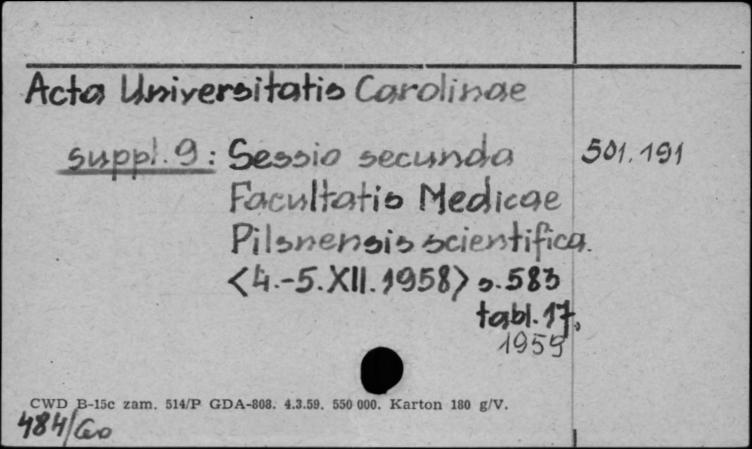 Acta Universitatis Carolinae
suppl. 9 : Sessio secunda 501.191
Facultatis Medicae
Pilsnensis scientifica.
<4.-5.XII.1958> s.583
tabl.17,
1959
CWD B-15c zam. 514/P GDA-808. 4.3.59. 550 000. Karton 180 g/V.
484/60